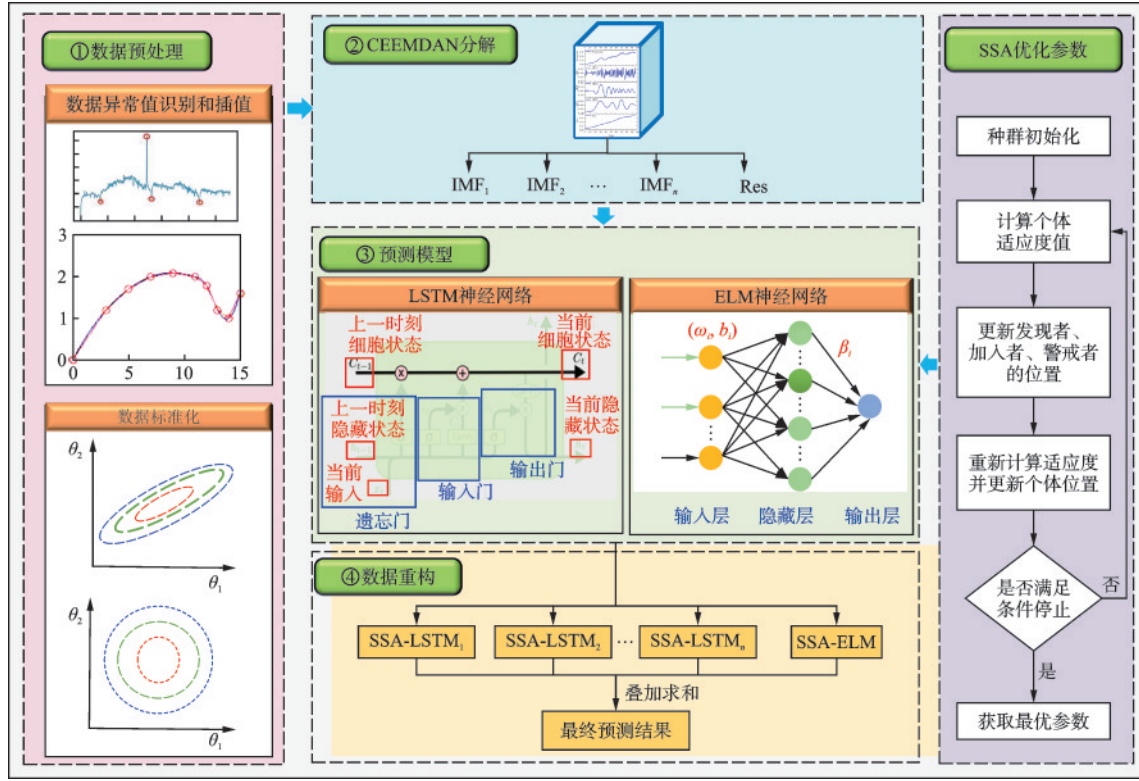 ①数据预处理
数据异常值识别和插值
3
2
1
0
0
5
10
15
数据标准化
θ₂
θ₁
θ₂
θ₁
②CEEMDAN分解
IMF₁
IMF₂
…
IMFₙ
Res
③预测模型
LSTM神经网络
上一时刻
细胞状态
当前
细胞状态
Cₜ₋₁
Cₜ
×
+
上一时刻
隐藏状态
当前隐
藏状态
当前
输入
遗忘门
输入门
输出门
ELM神经网络
(ωᵢ, bᵢ)
βᵢ
输入层
隐藏层
输出层
④数据重构
SSA-LSTM₁
SSA-LSTM₂
…
SSA-LSTMₙ
SSA-ELM
叠加求和
最终预测结果
SSA优化参数
种群初始化
计算个体
适应度值
更新发现者、
加入者、警戒者
的位置
重新计算适应度
并更新个体位置
是否满足
条件停止
否
是
获取最优参数